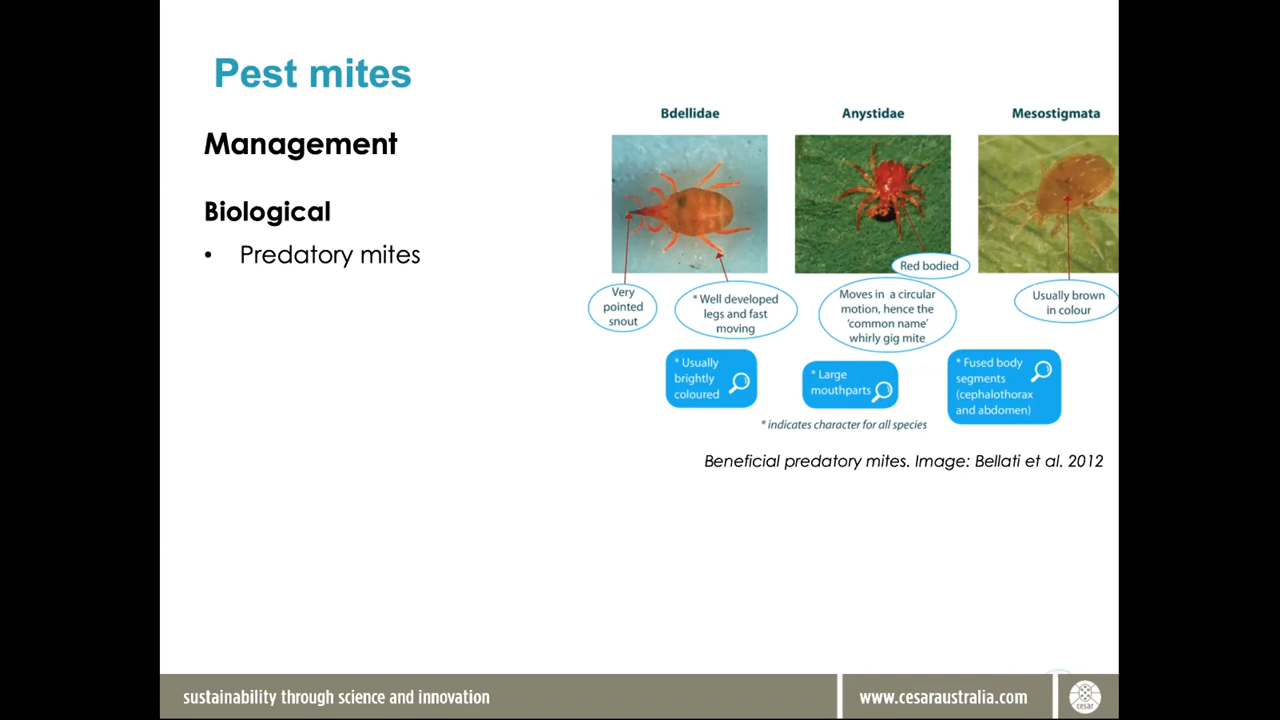 Pest mites
Management
Biological
• Predatory mites
Bdellidae
Anystidae
Mesostigmata
Red bodied
Very
pointed
snout
* Well developed
legs and fast
moving
Moves in a circular
motion, hence the
‘common name’
whirly gig mite
Usually brown
in colour
* Usually
brightly
coloured
* Large
mouthparts
* Fused body
segments
(cephalothorax
and abdomen)
* indicates character for all species
Beneficial predatory mites. Image: Bellati et al. 2012
sustainability through science and innovation
www.cesaraustralia.com
cesar